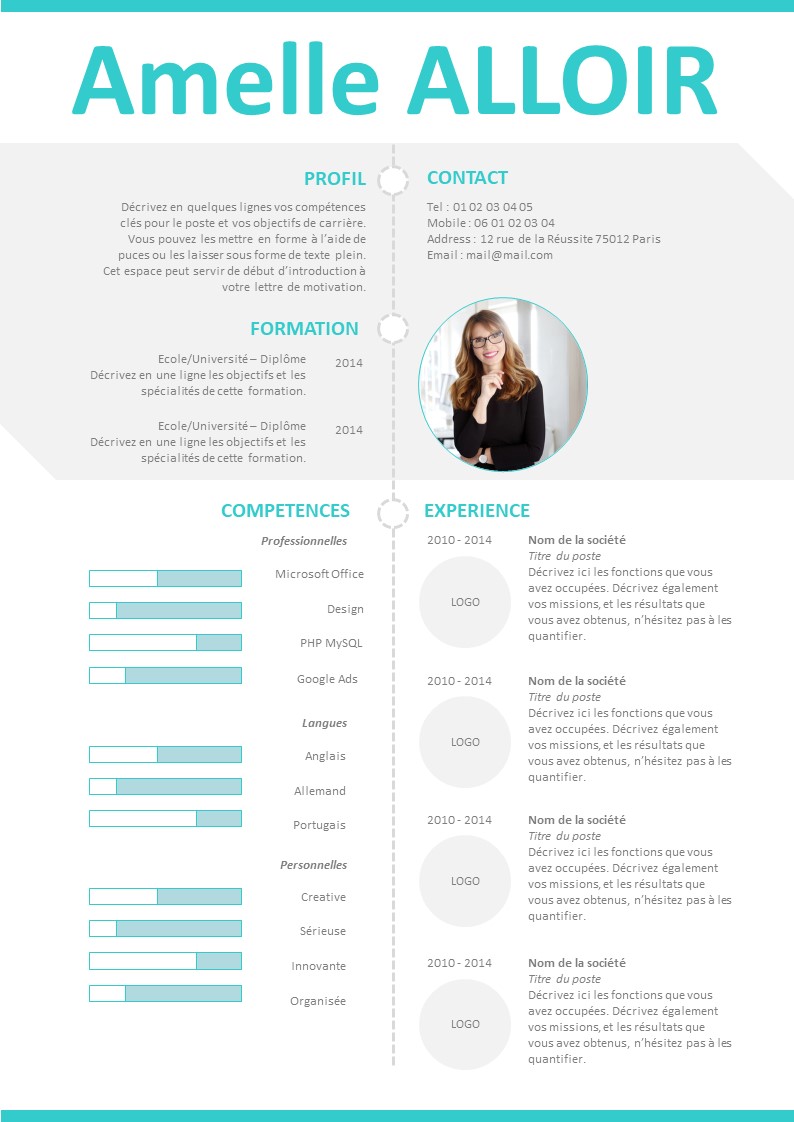 Amelle ALLOIR
PROFIL
Décrivez en quelques lignes vos compétences
clés pour le poste et vos objectifs de carrière.
Vous pouvez les mettre en forme à l’aide de
puces ou les laisser sous forme de texte plein.
Cet espace peut servir de début d’introduction à
votre lettre de motivation.
CONTACT
Tel : 01 02 03 04 05
Mobile : 06 01 02 03 04
Address : 12 rue de la Réussite 75012 Paris
Email : mail@mail.com
FORMATION
Ecole/Université – Diplôme
2014
Décrivez en une ligne les objectifs et les
spécialités de cette formation.
Ecole/Université – Diplôme
2014
Décrivez en une ligne les objectifs et les
spécialités de cette formation.
COMPETENCES
Professionnelles
Microsoft Office
Design
PHP MySQL
Google Ads
Langues
Anglais
Allemand
Portugais
Personnelles
Creative
Sérieuse
Innovante
Organisée
EXPERIENCE
2010 - 2014
LOGO
Nom de la société
Titre du poste
Décrivez ici les fonctions que vous
avez occupées. Décrivez également
vos missions, et les résultats que
vous avez obtenus, n’hésitez pas à les
quantifier.
2010 - 2014
LOGO
Nom de la société
Titre du poste
Décrivez ici les fonctions que vous
avez occupées. Décrivez également
vos missions, et les résultats que
vous avez obtenus, n’hésitez pas à les
quantifier.
2010 - 2014
LOGO
Nom de la société
Titre du poste
Décrivez ici les fonctions que vous
avez occupées. Décrivez également
vos missions, et les résultats que
vous avez obtenus, n’hésitez pas à les
quantifier.
2010 - 2014
LOGO
Nom de la société
Titre du poste
Décrivez ici les fonctions que vous
avez occupées. Décrivez également
vos missions, et les résultats que
vous avez obtenus, n’hésitez pas à les
quantifier.